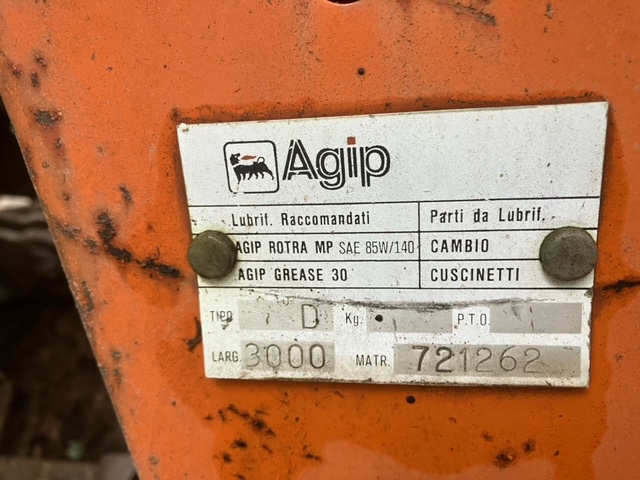 Agip
Lubrif. Raccomandati Parti da Lubrif.
AGIP ROTRA MP SAE 85W/140 CAMBIO
AGIP GREASE 30 CUSCINETTI
TIPO D Kg. P.T.O.
LARG. 3000 MATR. 721262